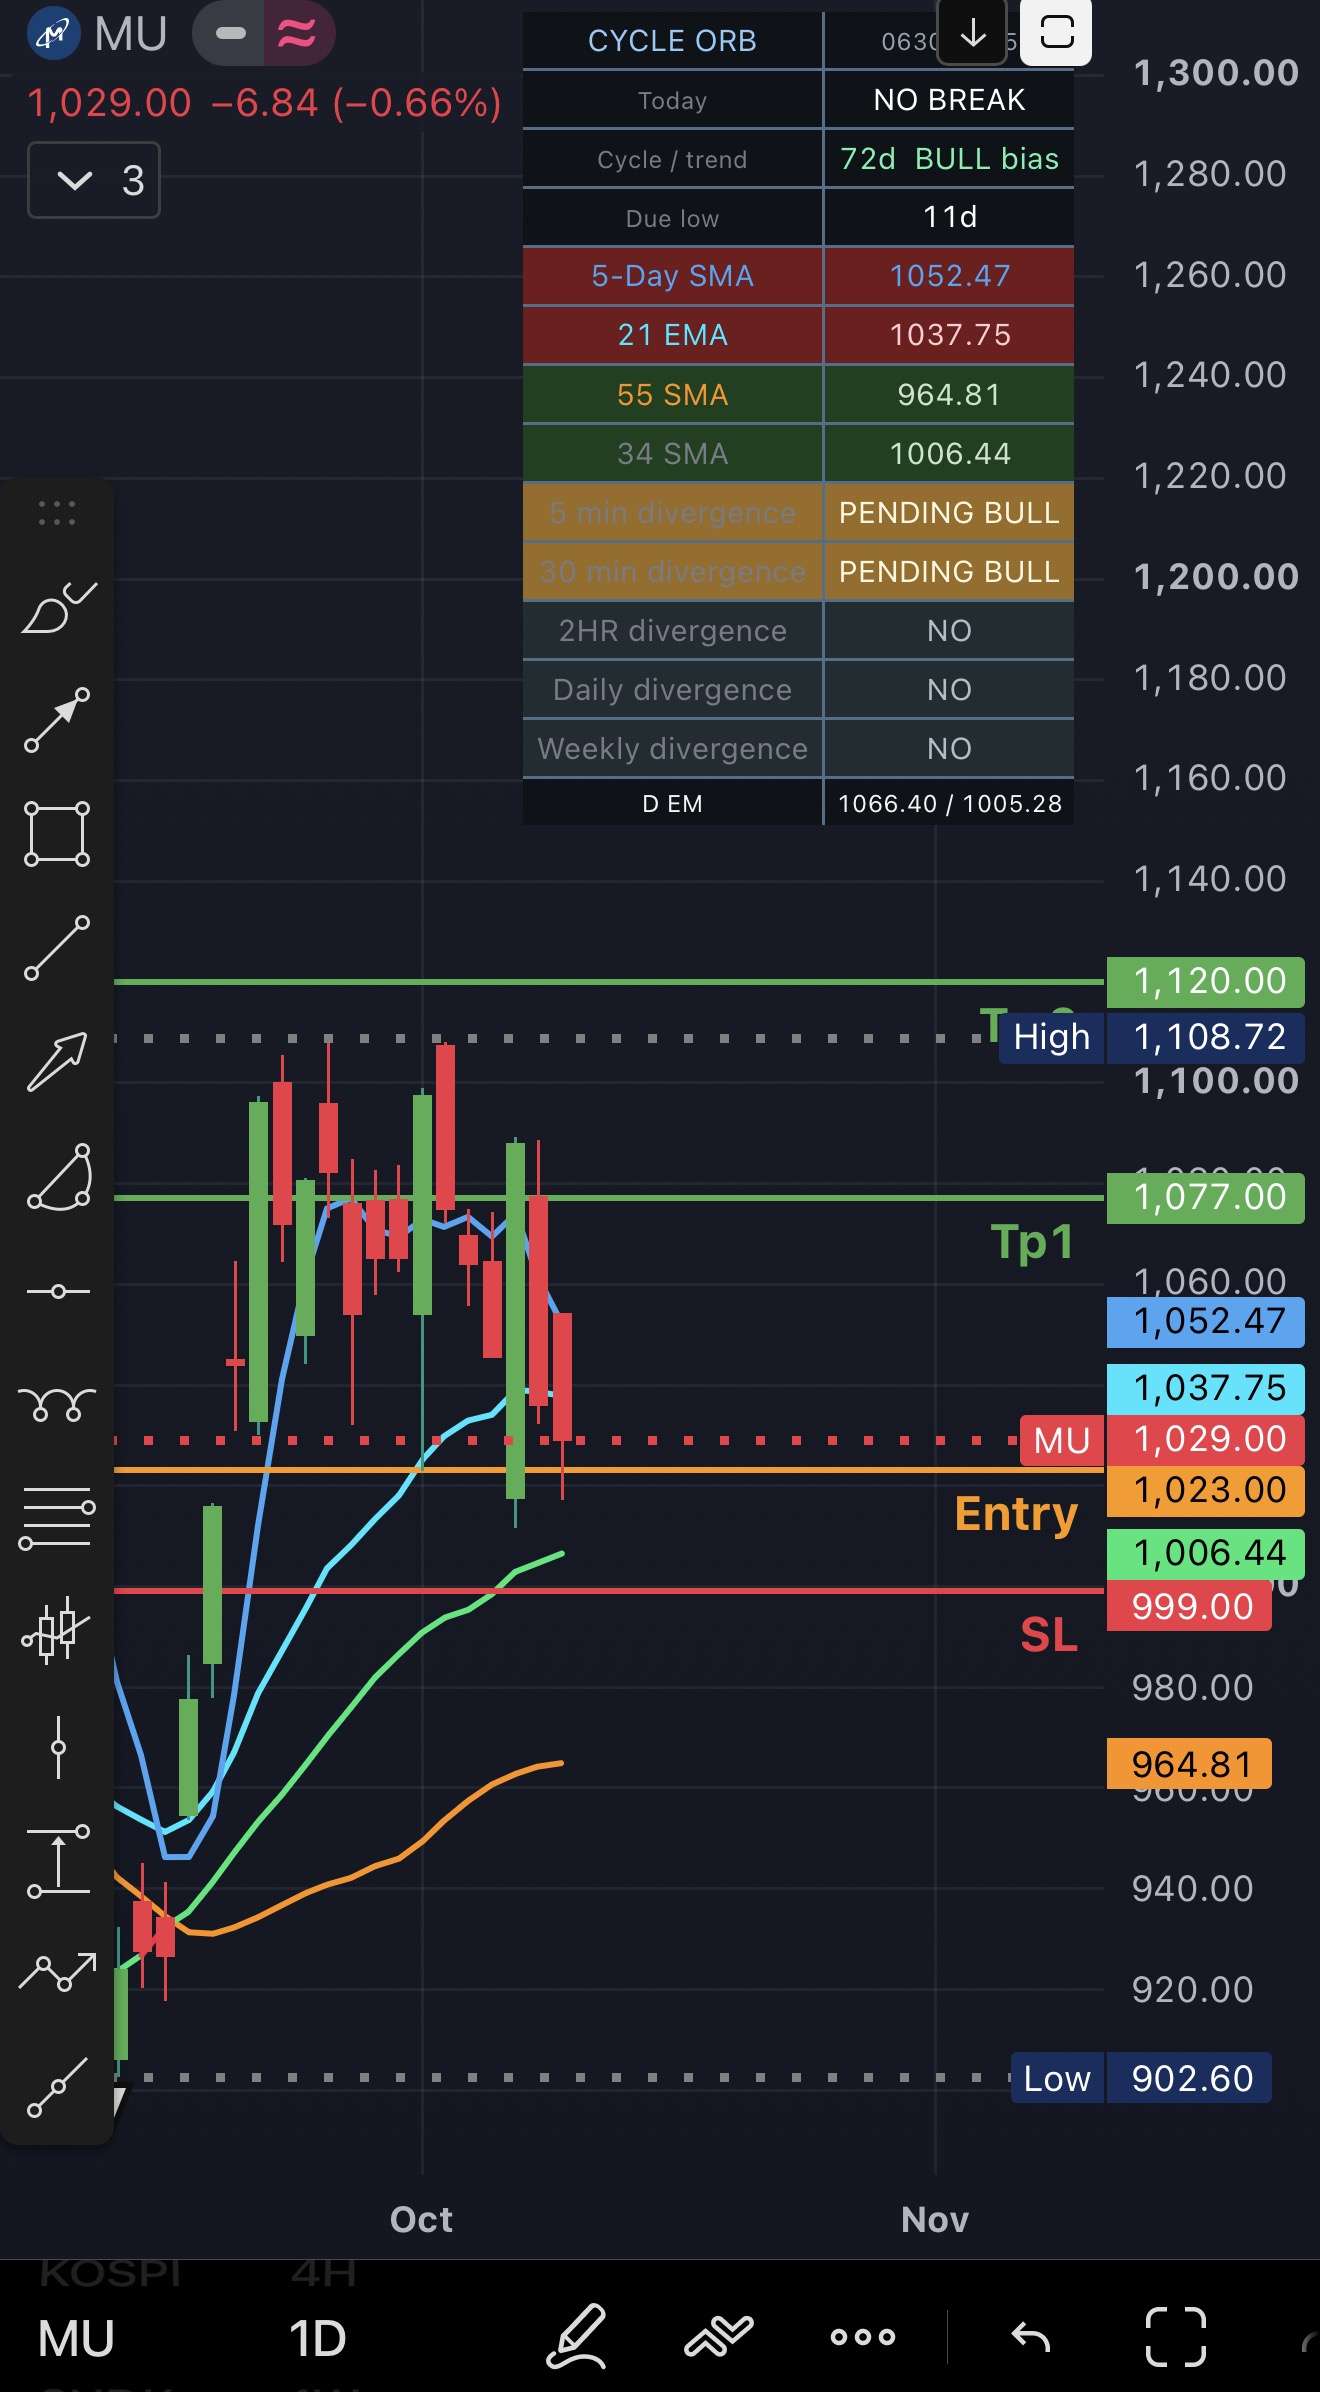 MU
1,029.00 −6.84 (−0.66%)
3
CYCLE ORB 0630
Today NO BREAK
Cycle / trend 72d BULL bias
Due low 11d
5-Day SMA 1052.47
21 EMA 1037.75
55 SMA 964.81
34 SMA 1006.44
5 min divergence PENDING BULL
30 min divergence PENDING BULL
2HR divergence NO
Daily divergence NO
Weekly divergence NO
D EM 1066.40 / 1005.28
1,300.00
1,280.00
1,260.00
1,240.00
1,220.00
1,200.00
1,180.00
1,160.00
1,140.00
1,120.00
High 1,108.72
1,100.00
1,077.00
Tp1
1,060.00
1,052.47
1,037.75
MU 1,029.00
1,023.00
Entry
1,006.44
999.00
SL
980.00
964.81
960.00
940.00
920.00
Low 902.60
Oct Nov
KOSPI 4H
MU 1D